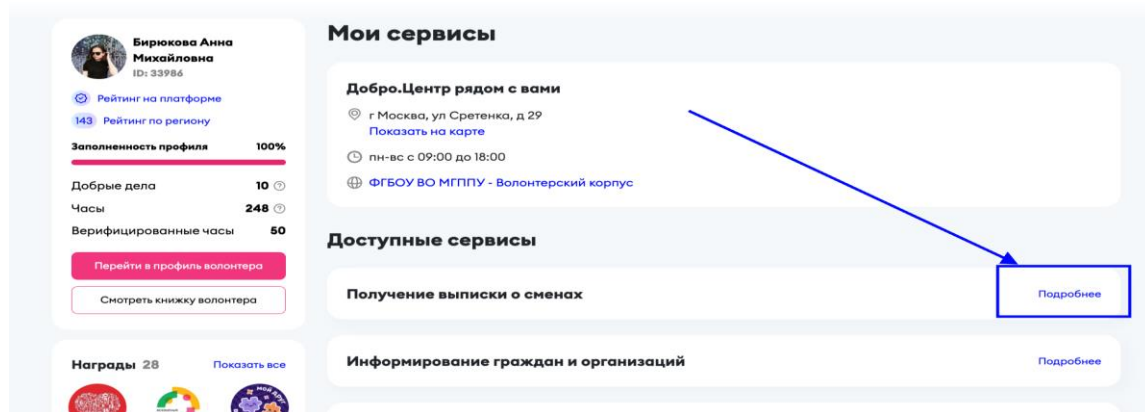 Бирюкова Анна
Михайловна
ID: 33986
Рейтинг на платформе
143 Рейтинг по региону
Заполненность профиля 100%
Добрые дела 10
Часы 248
Верифицированные часы 50
Перейти в профиль волонтера
Смотреть книжку волонтера
Награды 28 Показать все
МОЙ ДРУГ
Мои сервисы
Добро.Центр рядом с вами
г Москва, ул Сретенка, д 29
Показать на карте
пн-вс с 09:00 до 18:00
ФГБОУ ВО МГППУ - Волонтерский корпус
Доступные сервисы
Получение выписки о сменах Подробнее
Информирование граждан и организаций Подробнее